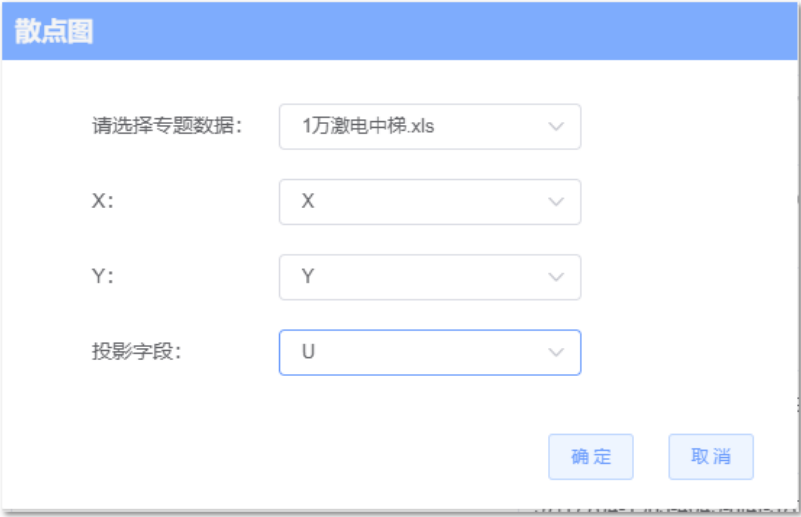 散点图
请选择专题数据： 1万激电中梯.xls
X： X
Y： Y
投影字段： U
确定 取消